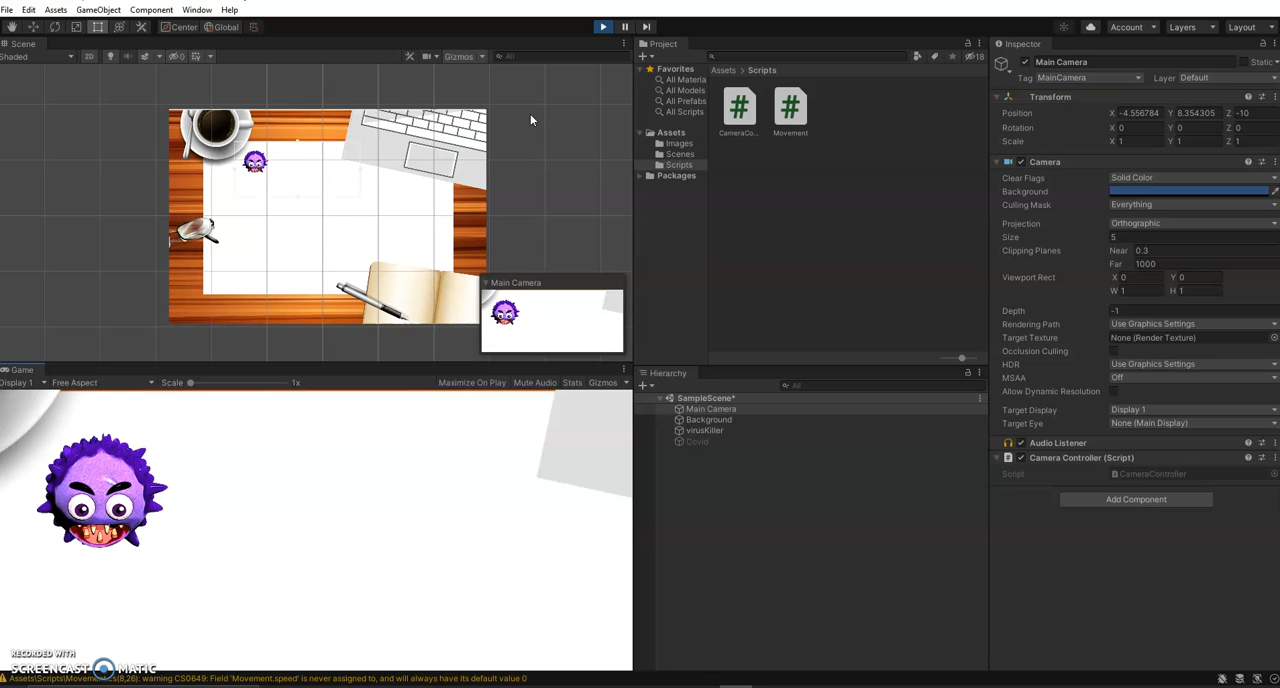 File Edit Assets GameObject Component Window Help
Center Global Account Layers Layout
Scene
Shaded 2D 0 Gizmos All
Main Camera
Game
Display 1 Free Aspect Scale 1x Maximize On Play Mute Audio Stats Gizmos
Project
18
Favorites
All Materia
All Models
All Prefabs
All Scripts
Assets
Images
Scenes
Scripts
Packages
Assets > Scripts
CameraCo... Movement
Hierarchy
All
SampleScene*
Main Camera
Background
virusKiller
Covid
Inspector
Main Camera Static
Tag MainCamera Layer Default
Transform
Position X -4.556784 Y 8.354305 Z -10
Rotation X 0 Y 0 Z 0
Scale X 1 Y 1 Z 1
Camera
Clear Flags Solid Color
Background
Culling Mask Everything
Projection Orthographic
Size 5
Clipping Planes Near 0.3
Far 1000
Viewport Rect X 0 Y 0
W 1 H 1
Depth -1
Rendering Path Use Graphics Settings
Target Texture None (Render Texture)
Occlusion Culling
HDR Use Graphics Settings
MSAA Off
Allow Dynamic Resolution
Target Display Display 1
Target Eye None (Main Display)
Audio Listener
Camera Controller (Script)
Script CameraController
Add Component
RECORDED WITH
SCREENCAST MATIC
Assets\Scripts\Movement.cs(8,26): warning CS0649: Field 'Movement.speed' is never assigned to, and will always have its default value 0